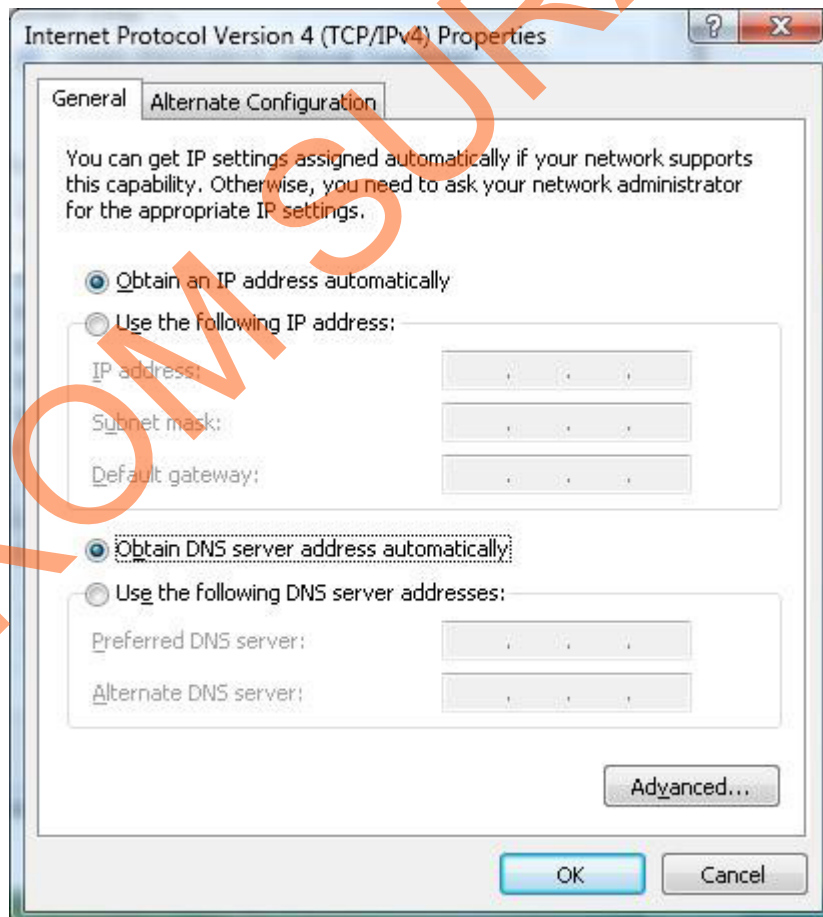 Internet Protocol Version 4 (TCP/IPv4) Properties
General
Alternate Configuration
You can get IP settings assigned automatically if your network supports
this capability. Otherwise, you need to ask your network administrator
for the appropriate IP settings.
Obtain an IP address automatically
Use the following IP address:
IP address:
Subnet mask:
Default gateway:
Obtain DNS server address automatically
Use the following DNS server addresses:
Preferred DNS server:
Alternate DNS server:
Advanced...
OK
Cancel